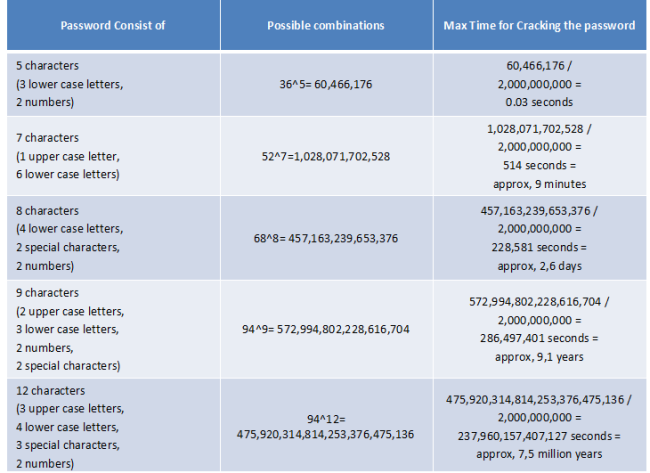 Password Consist of
Possible combinations
Max Time for Cracking the password
5 characters
(3 lower case letters,
2 numbers)
36^5= 60,466,176
60,466,176 /
2,000,000,000 =
0.03 seconds
7 characters
(1 upper case letter,
6 lower case letters)
52^7=1,028,071,702,528
1,028,071,702,528 /
2,000,000,000 =
514 seconds =
approx, 9 minutes
8 characters
(4 lower case letters,
2 special characters,
2 numbers)
68^8= 457,163,239,653,376
457,163,239,653,376 /
2,000,000,000 =
228,581 seconds =
approx, 2,6 days
9 characters
(2 upper case letters,
3 lower case letters,
2 numbers,
2 special characters)
94^9= 572,994,802,228,616,704
572,994,802,228,616,704 /
2,000,000,000 =
286,497,401 seconds =
approx, 9,1 years
12 characters
(3 upper case letters,
4 lower case letters,
3 special characters,
2 numbers)
94^12=
475,920,314,814,253,376,475,136
475,920,314,814,253,376,475,136 /
2,000,000,000 =
237,960,157,407,127 seconds =
approx, 7,5 million years